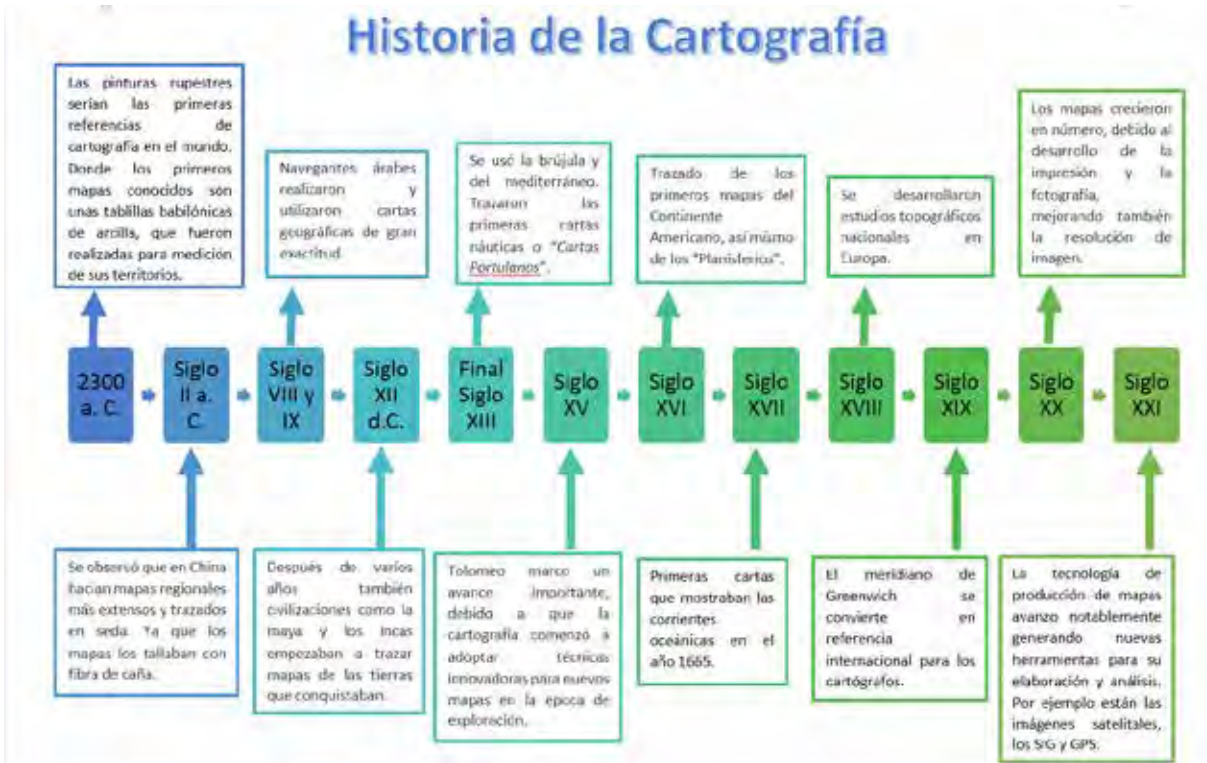 Historia de la Cartografía
Las pinturas rupestres
serían las primeras
referencias de
cartografía en el mundo.
Donde los primeros
mapas conocidos son
unas tablillas babilónicas
de arcilla, que fueron
realizadas para medición
de sus territorios.
Navegantes árabes
realizaron y
utilizaron cartas
geográficas de gran
exactitud.
Se usó la brújula y
del mediterráneo.
Trazaron las
primeras cartas
náuticas o "Cartas
Portulanos".
Trazado de los
primeros mapas del
Continente
Americano, así mismo
de los "Planisferios".
Se desarrollaron
estudios topográficos
nacionales en
Europa.
Los mapas crecieron
en número, debido al
desarrollo de la
impresión y la
fotografía,
mejorando también
la resolución de
imagen.
2300
a. C.
Siglo
II a.
C.
Siglo
VIII y
IX
Siglo
XII
d.C.
Final
Siglo
XIII
Siglo
XV
Siglo
XVI
Siglo
XVII
Siglo
XVIII
Siglo
XIX
Siglo
XX
Siglo
XXI
Se observó que en China
hacían mapas regionales
más extensos y trazados
en seda. Ya que los
mapas los tallaban con
fibra de caña.
Después de varios
años también
civilizaciones como la
maya y los incas
empezaban a trazar
mapas de las tierras
que conquistaban.
Tolomeo marco un
avance importante,
debido a que la
cartografía comenzó a
adoptar técnicas
innovadoras para nuevos
mapas en la epoca de
exploración.
Primeras cartas
que mostraban las
corrientes
oceánicas en el
año 1665.
El meridiano de
Greenwich se
convierte en
referencia
internacional para los
cartógrafos.
La tecnología de
producción de mapas
avanzo notablemente
generando nuevas
herramientas para su
elaboración y análisis.
Por ejemplo están las
imágenes satelitales,
los SIG y GPS.